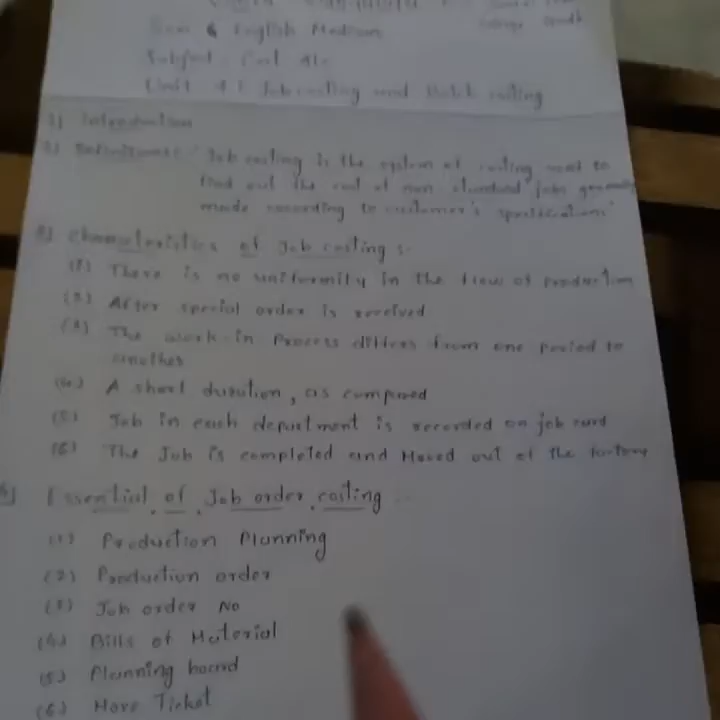 Sem 6 English Medium
Subject : Cost A/c
Unit 4 : Job costing and Batch costing
1) Introduction
2) Definitions : "Job costing is the system of costing used to
find out the cost of non standard jobs
made according to customer's specifications"
3) Characteristics of Job costing :-
(1) There is no uniformity in the flow of production
(2) After special order is received
(3) The work-in process differs from one period to
another
(4) A short duration, as compared
(5) Job in each department is recorded on job card
(6) The Job is completed and Moved out of the factory
4) Essential of Job order costing
(1) Production Planning
(2) Production order
(3) Job order No
(4) Bills of Material
(5) Planning board
(6) Move Ticket